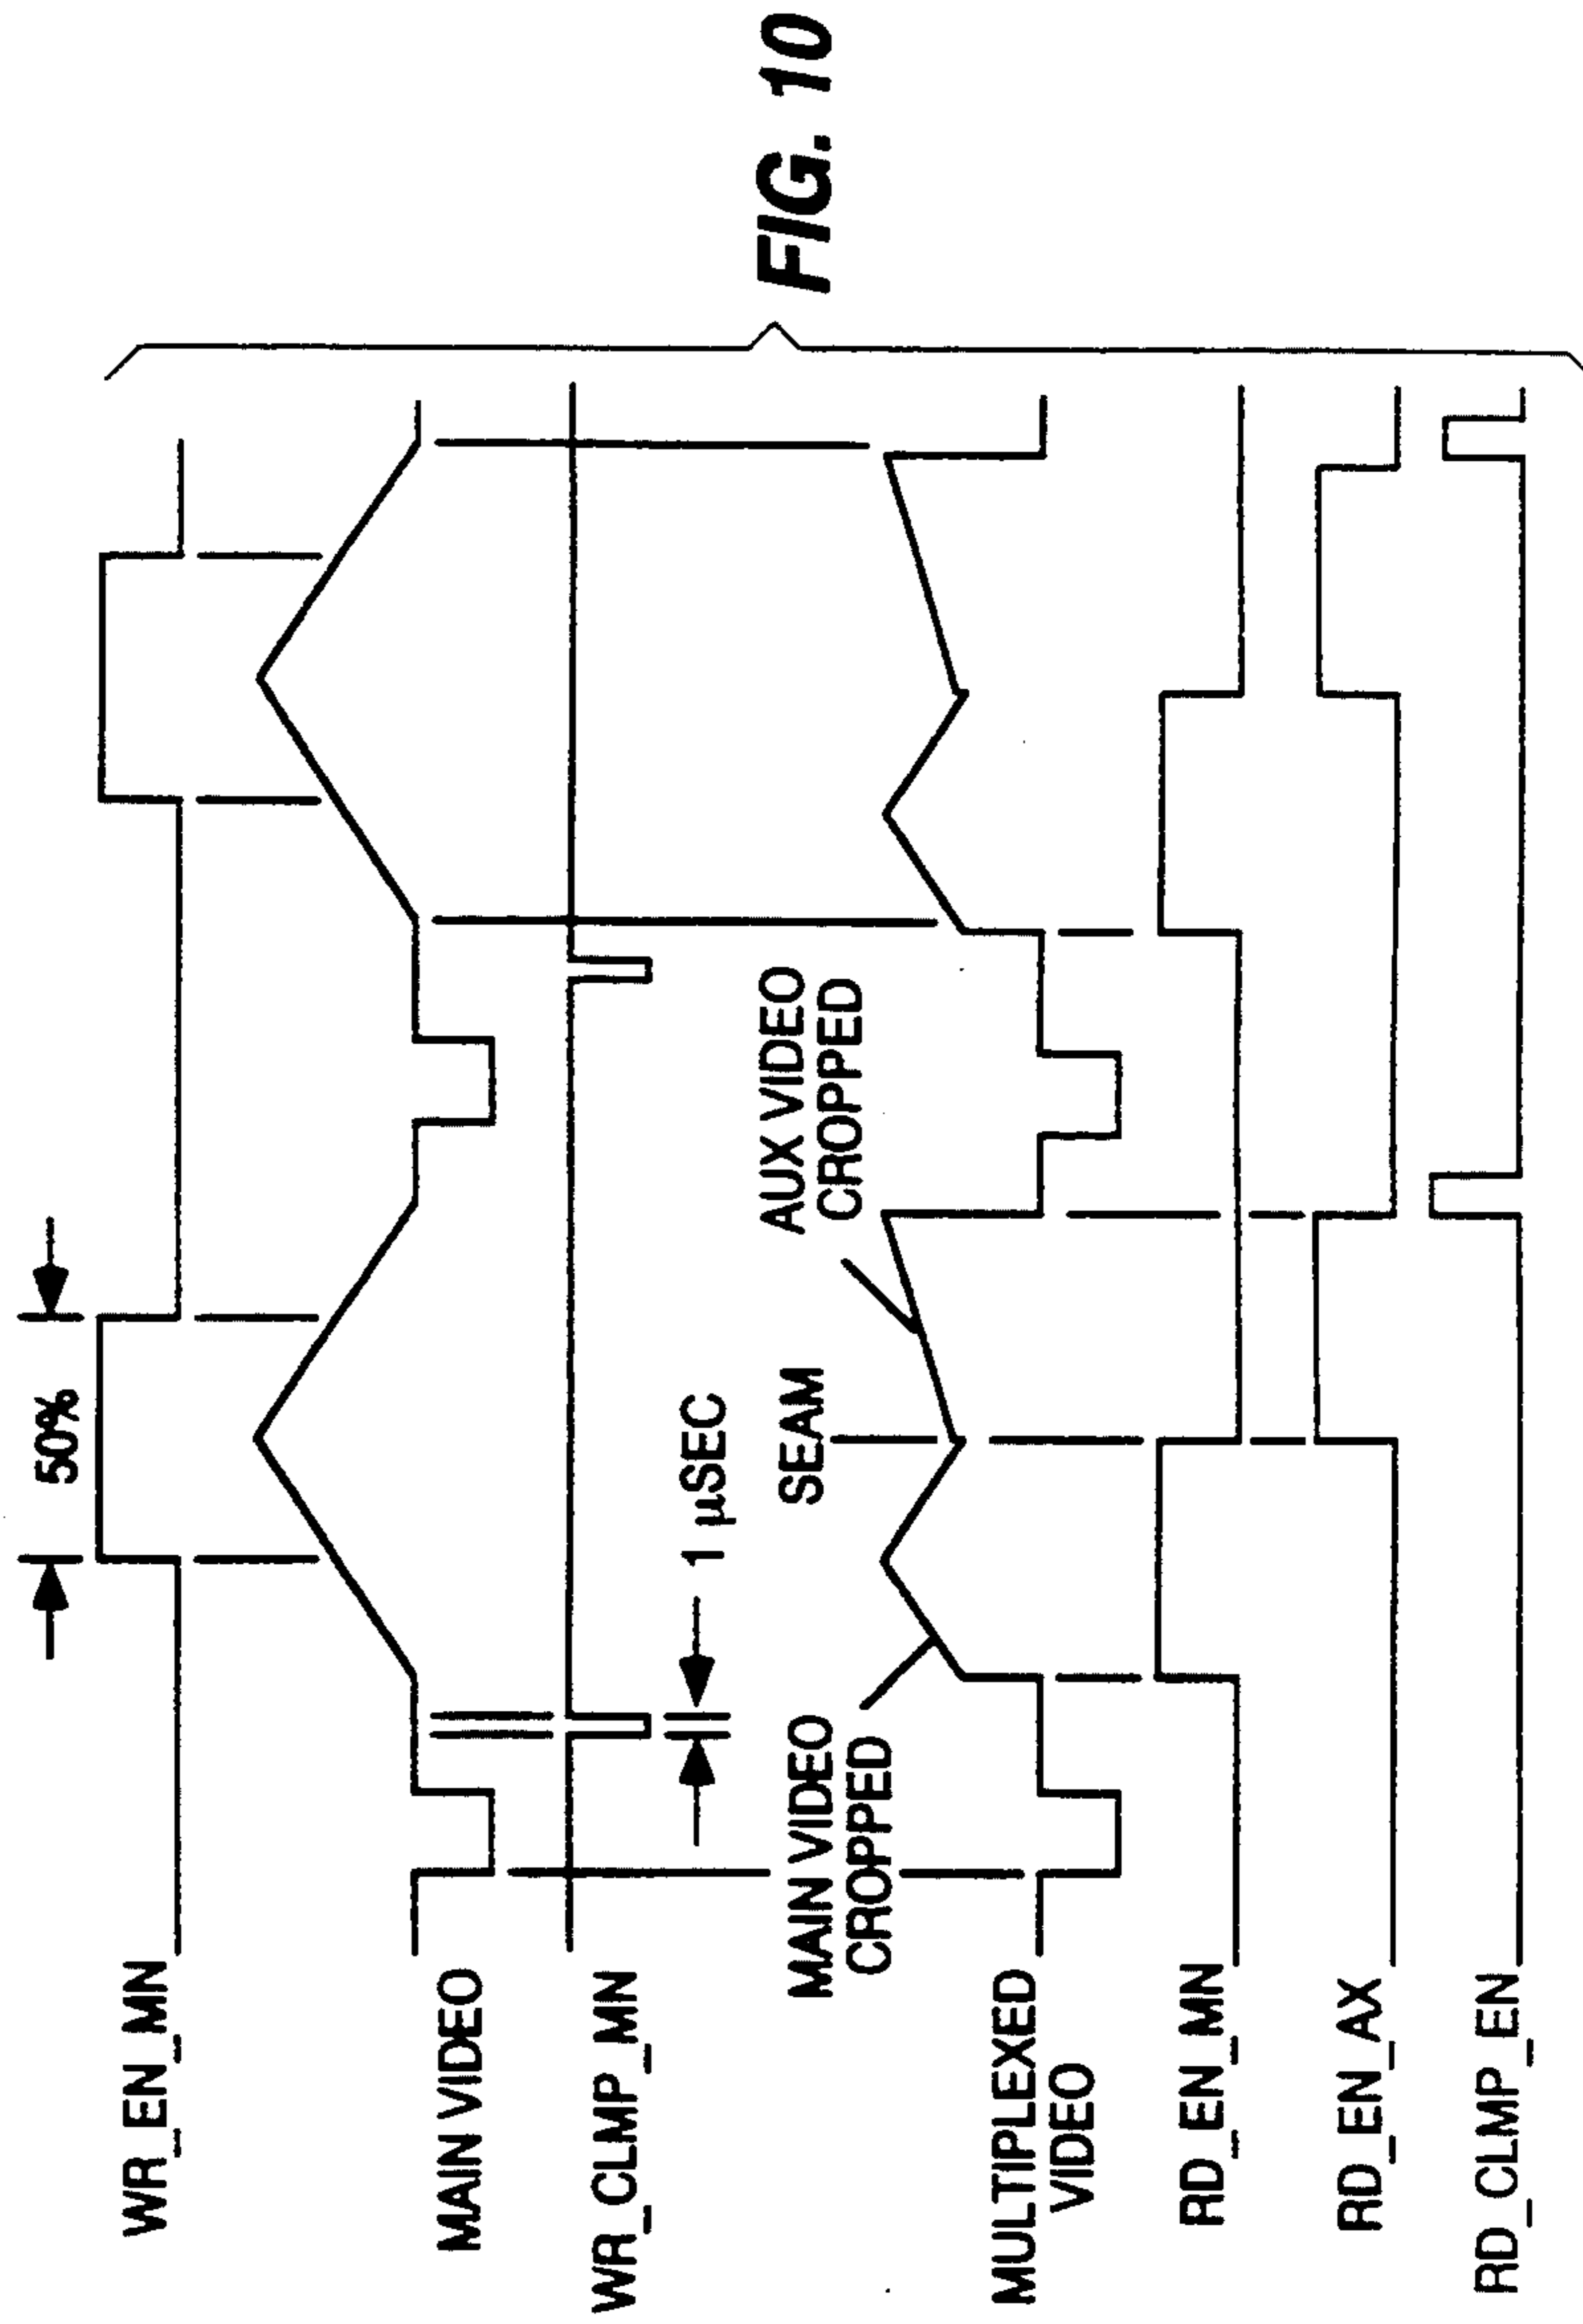 50%
WR_EN_MN
MAIN VIDEO
WR_CLMP_MN
1 µSEC
MAIN VIDEO
CROPPED
SEAM
AUX VIDEO
CROPPED
MULTIPLEXED
VIDEO
RD_EN_MN
RD_EN_AX
RD_CLMP_EN
FIG. 10